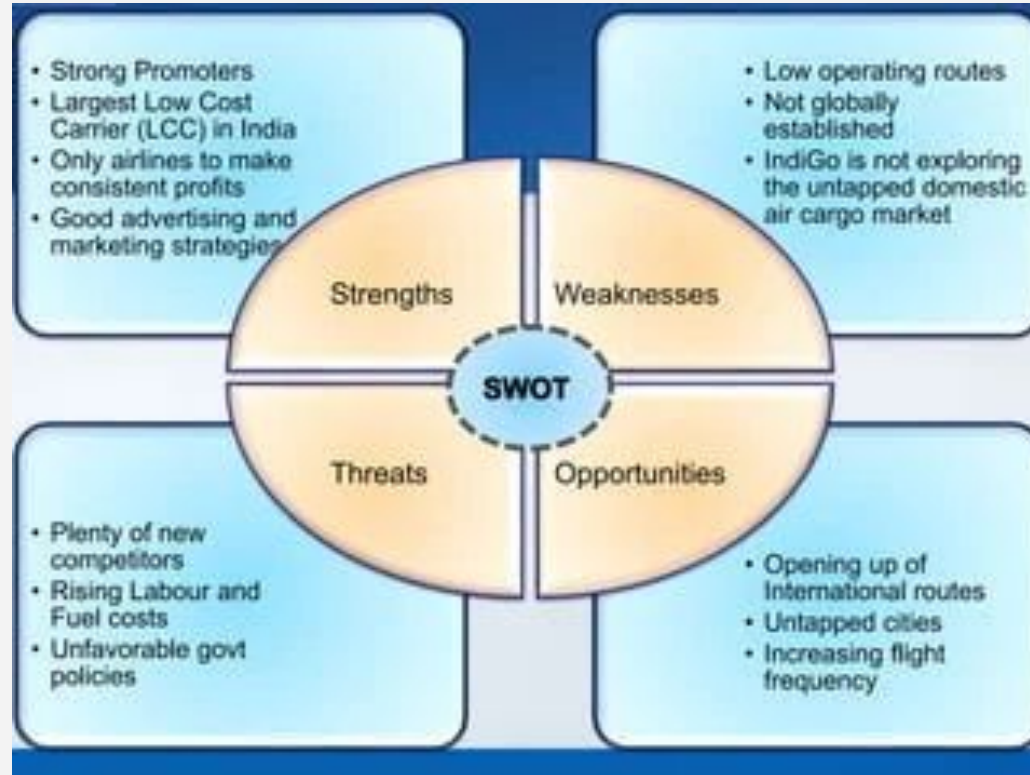 • Strong Promoters
• Largest Low Cost
Carrier (LCC) in India
• Only airlines to make
consistent profits
• Good advertising and
marketing strategies
• Low operating routes
• Not globally
established
• IndiGo is not exploring
the untapped domestic
air cargo market
Strengths
Weaknesses
SWOT
Threats
Opportunities
• Plenty of new
competitors
• Rising Labour and
Fuel costs
• Unfavorable govt
policies
• Opening up of
International routes
• Untapped cities
• Increasing flight
frequency